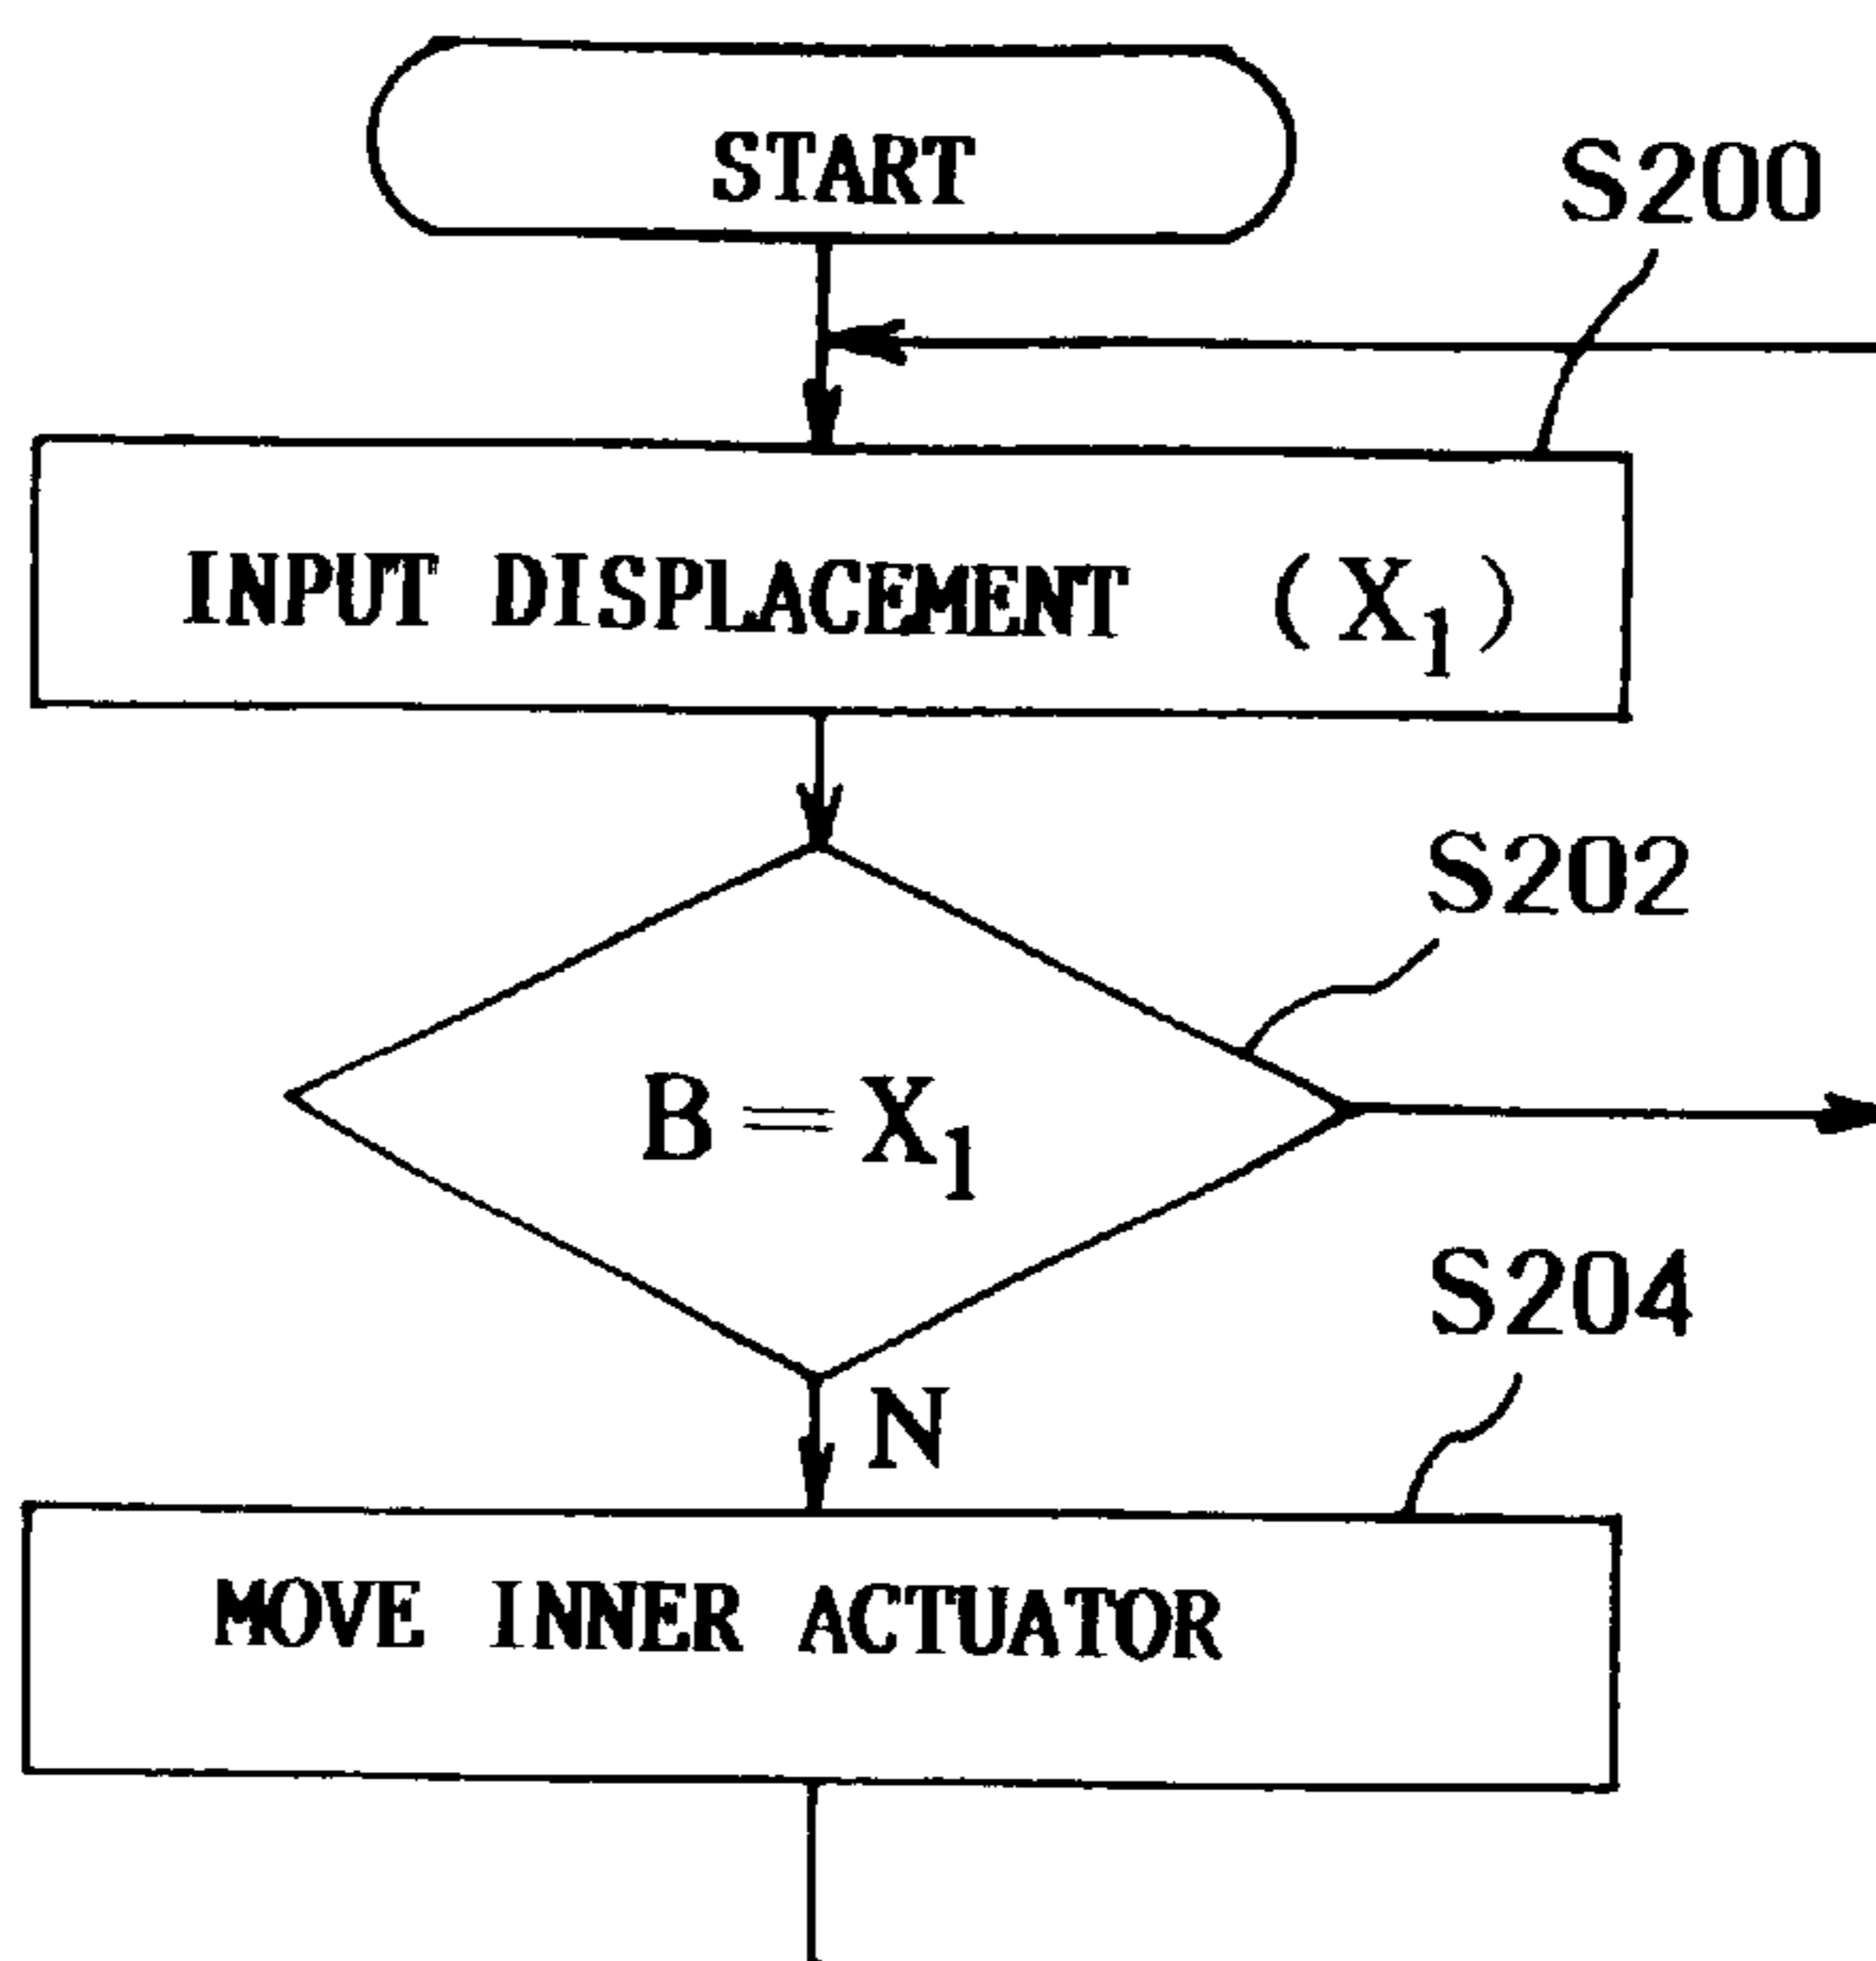 START
S200
INPUT DISPLACEMENT (X₁)
S202
B=X₁
S204
N
MOVE INNER ACTUATOR